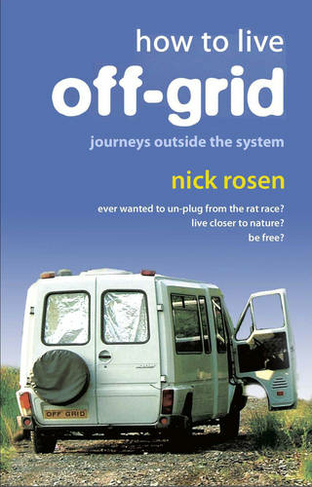 how to live
off-grid
journeys outside the system
nick rosen
ever wanted to un-plug from the rat race?
live closer to nature?
be free?
OFF GRID